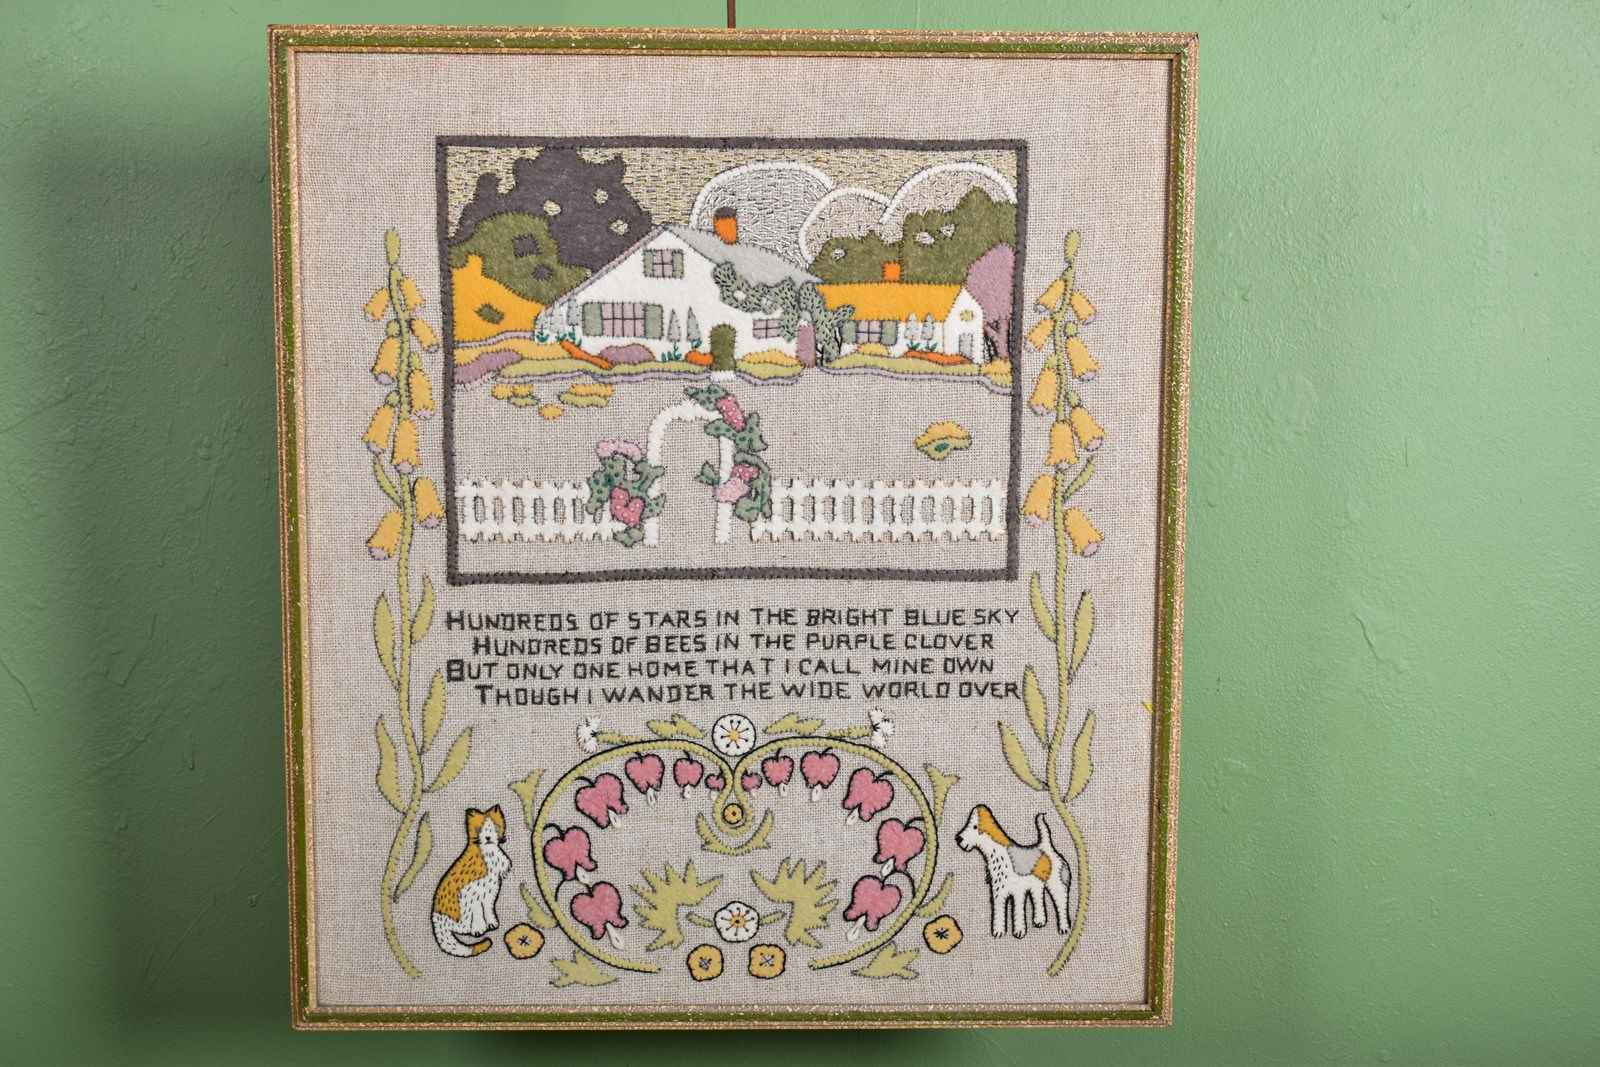 HUNDREDS OF STARS IN THE BRIGHT BLUE SKY
HUNDREDS OF BEES IN THE PURPLE CLOVER
BUT ONLY ONE HOME THAT I CALL MINE OWN
THOUGH I WANDER THE WIDE WORLD OVER